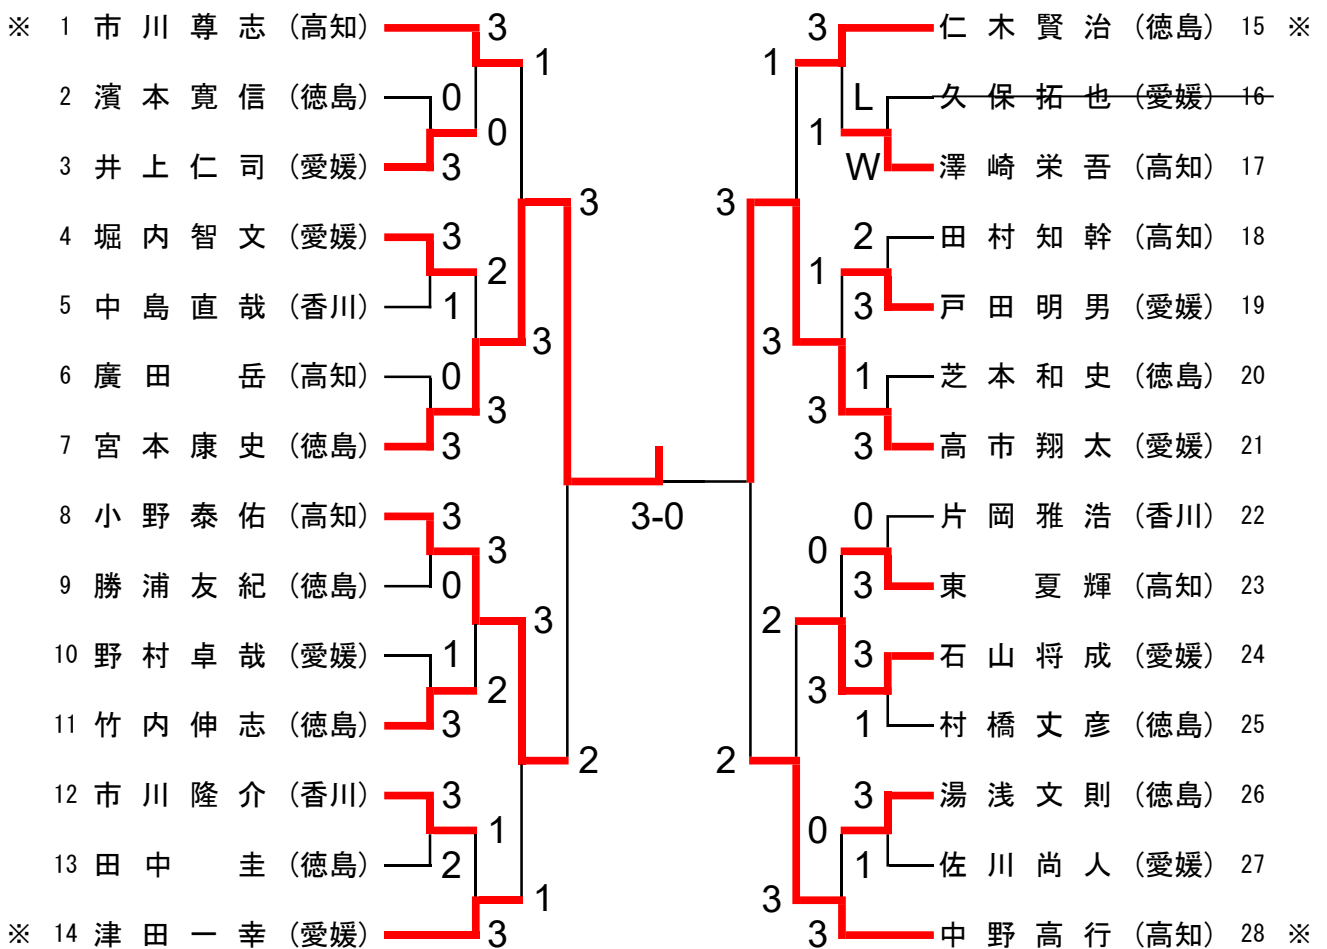 ※ 1 市川尊志 (高知) 3
1
2 濱本寛信 (徳島) 0
0
3 井上仁司 (愛媛) 3
3
4 堀内智文 (愛媛) 3
2
5 中島直哉 (香川) 1
3
6 廣田 岳 (高知) 0
3
7 宮本康史 (徳島) 3
3-0
8 小野泰佑 (高知) 3
3
9 勝浦友紀 (徳島) 0
3
10 野村卓哉 (愛媛) 1
2
11 竹内伸志 (徳島) 3
2
12 市川隆介 (香川) 3
1
13 田中 圭 (徳島) 2
1
※ 14 津田一幸 (愛媛) 3
3 仁木賢治 (徳島) 15 ※
1
L 久保拓也 (愛媛) 16
1
W 澤崎栄吾 (高知) 17
3
2 田村知幹 (高知) 18
1
3 戸田明男 (愛媛) 19
3
1 芝本和史 (徳島) 20
3
3 高市翔太 (愛媛) 21
0 片岡雅浩 (香川) 22
0
3 東 夏輝 (高知) 23
2
3 石山将成 (愛媛) 24
3
1 村橋丈彦 (徳島) 25
2
3 湯浅文則 (徳島) 26
0
1 佐川尚人 (愛媛) 27
3
3 中野高行 (高知) 28 ※